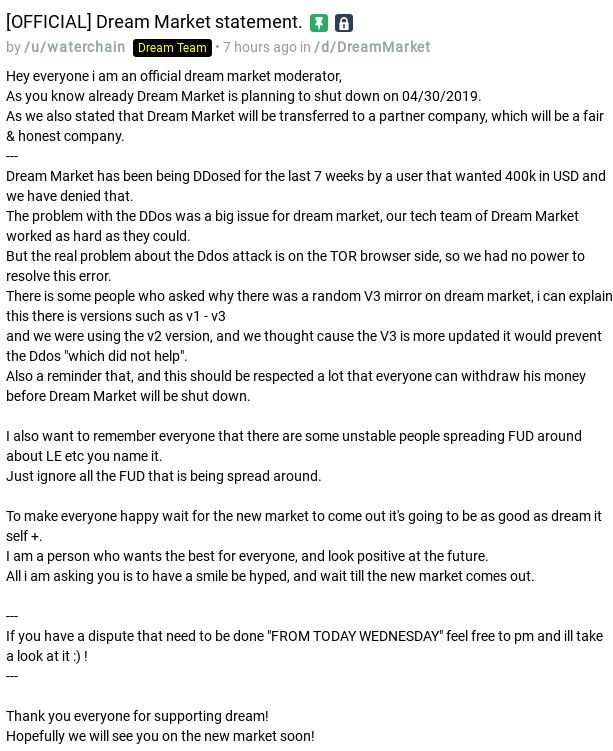 [OFFICIAL] Dream Market statement.
by /u/waterchain Dream Team • 7 hours ago in /d/DreamMarket
Hey everyone i am an official dream market moderator,
As you know already Dream Market is planning to shut down on 04/30/2019.
As we also stated that Dream Market will be transferred to a partner company, which will be a fair
& honest company.
---
Dream Market has been being DDosed for the last 7 weeks by a user that wanted 400k in USD and
we have denied that.
The problem with the DDos was a big issue for dream market, our tech team of Dream Market
worked as hard as they could.
But the real problem about the Ddos attack is on the TOR browser side, so we had no power to
resolve this error.
There is some people who asked why there was a random V3 mirror on dream market, i can explain
this there is versions such as v1 - v3
and we were using the v2 version, and we thought cause the V3 is more updated it would prevent
the Ddos "which did not help".
Also a reminder that, and this should be respected a lot that everyone can withdraw his money
before Dream Market will be shut down.
I also want to remember everyone that there are some unstable people spreading FUD around
about LE etc you name it.
Just ignore all the FUD that is being spread around.
To make everyone happy wait for the new market to come out it's going to be as good as dream it
self +.
I am a person who wants the best for everyone, and look positive at the future.
All i am asking you is to have a smile be hyped, and wait till the new market comes out.
---
If you have a dispute that need to be done "FROM TODAY WEDNESDAY" feel free to pm and ill take
a look at it :) !
---
Thank you everyone for supporting dream!
Hopefully we will see you on the new market soon!